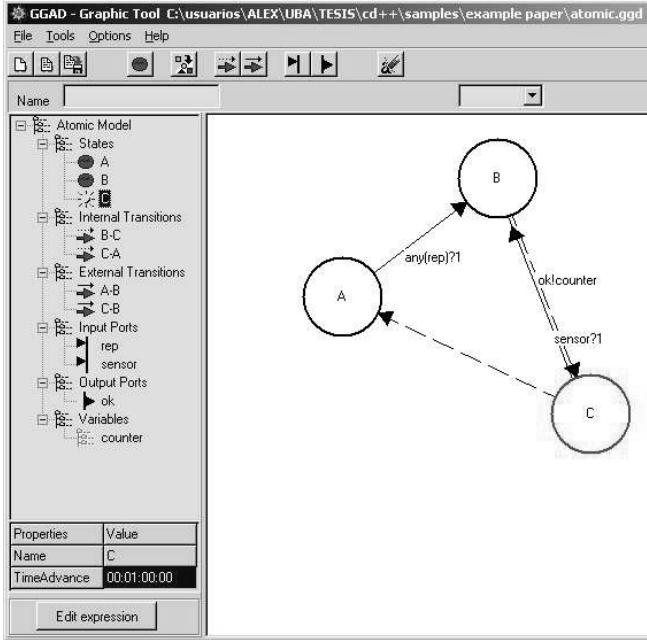 GGAD - Graphic Tool C:\usuarios\ALEX\UBA\TESIS\cd++\samples\example paper\atomic.ggd
File Tools Options Help
Name
Atomic Model
States
A
B
C
Internal Transitions
B-C
C-A
External Transitions
A-B
C-B
Input Ports
rep
sensor
Output Ports
ok
Variables
counter
Properties Value
Name C
TimeAdvance 00:01:00:00
Edit expression
B
any(rep)?1
ok!counter
A
sensor?1
C